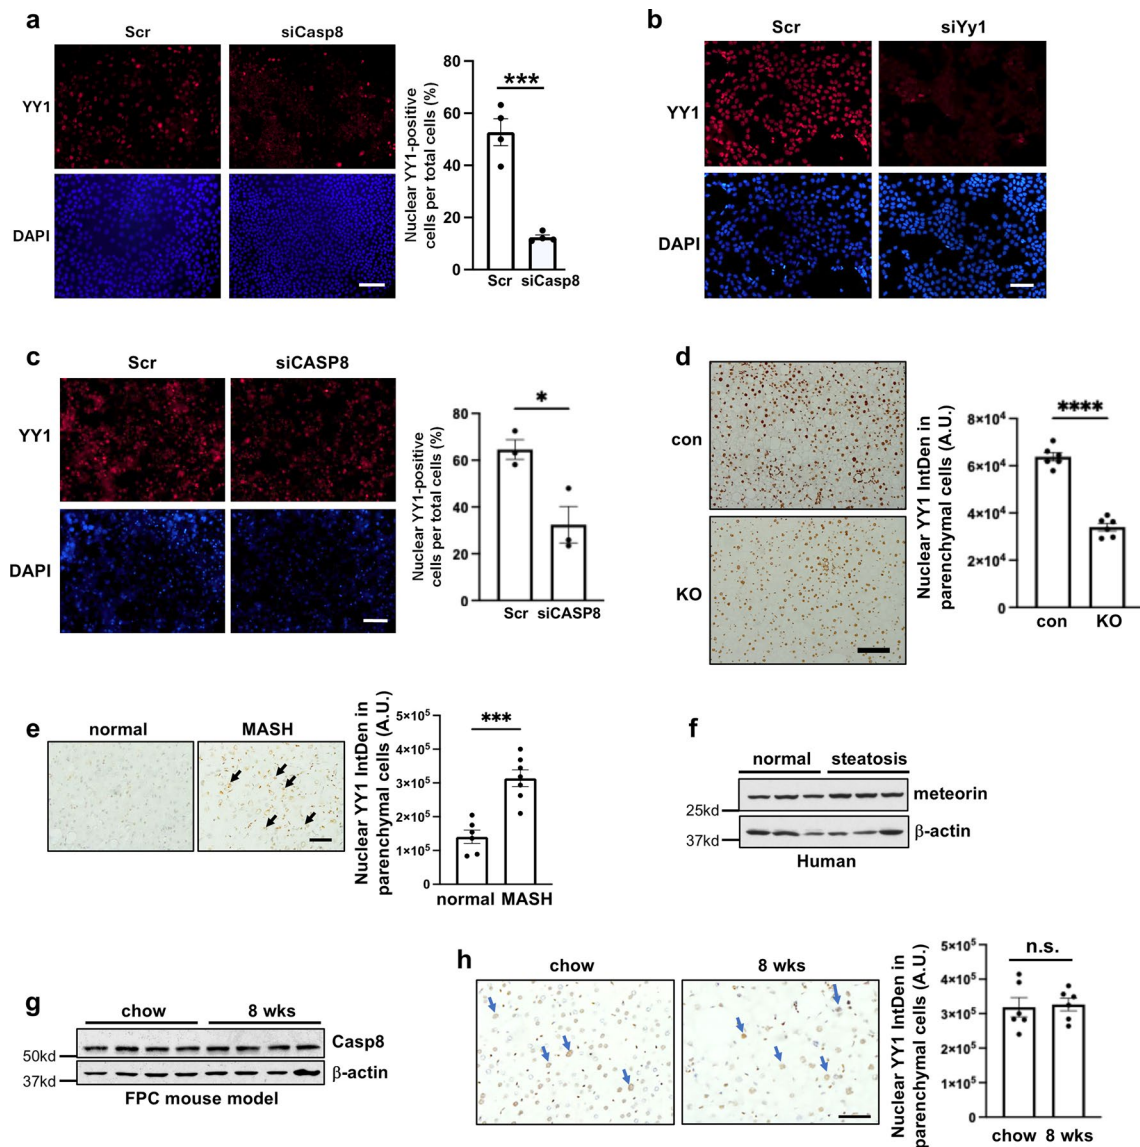 a
Scr
siCasp8
YY1
DAPI
Nuclear YY1-positive
cells per total cells (%)
80
60
40
20
0
***
Scr
siCasp8
b
Scr
siYy1
YY1
DAPI
c
Scr
siCASP8
YY1
DAPI
Nuclear YY1-positive
cells per total cells (%)
80
60
40
60
80
*
Scr
siCASP8
d
con
KO
Nuclear YY1 IntDen in
parenchymal cells (A.U.)
8×10⁴
6×10⁴
4×10⁴
2×10⁴
0
****
con
KO
e
normal
MASH
Nuclear YY1 IntDen in
parenchymal cells (A.U.)
5×10⁵
4×10⁵
3×10⁵
2×10⁵
1×10⁵
0
***
normal
MASH
f
normal
steatosis
25kd
meteorin
37kd
β-actin
Human
g
chow
8 wks
50kd
Casp8
37kd
β-actin
FPC mouse model
h
chow
8 wks
Nuclear YY1 IntDen in
parenchymal cells (A.U.)
5×10⁵
4×10⁵
3×10⁵
2×10⁵
1×10⁵
0
n.s.
chow
8 wks